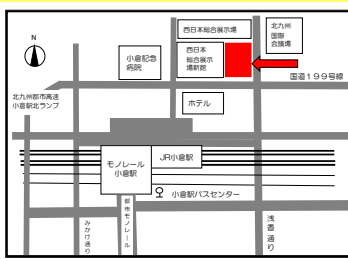 N
西日本総合展示場
北九州
国際
会議場
小倉記念
病院
西日本
総合展示
場新館
国道１９９号線
北九州都市高速
小倉駅北ランプ
ホテル
モノレール
小倉駅
JR小倉駅
小倉駅バスセンター
都市モノレール
みかげ通り
浅香通り